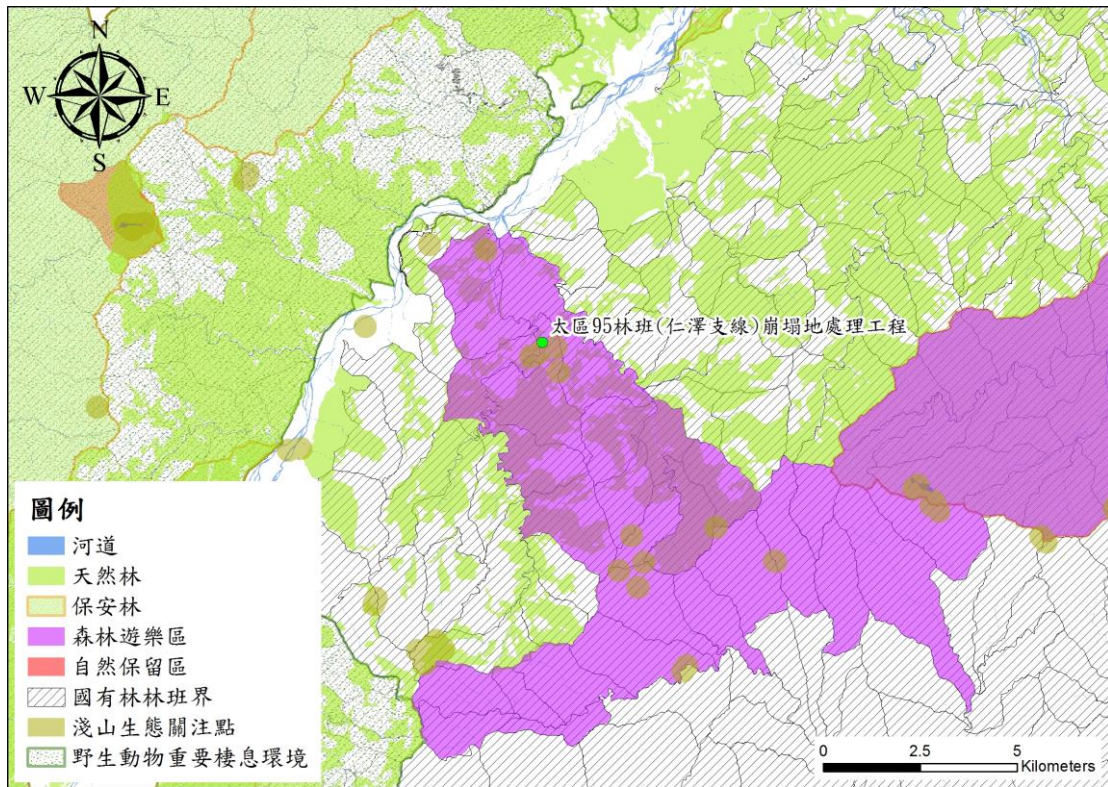 N
W E
S
太區95林班(仁澤支線)崩塌地處理工程
圖例
河道
天然林
保安林
森林遊樂區
自然保留區
國有林林班界
淺山生態關注點
野生動物重要棲息環境
0 2.5 5
Kilometers